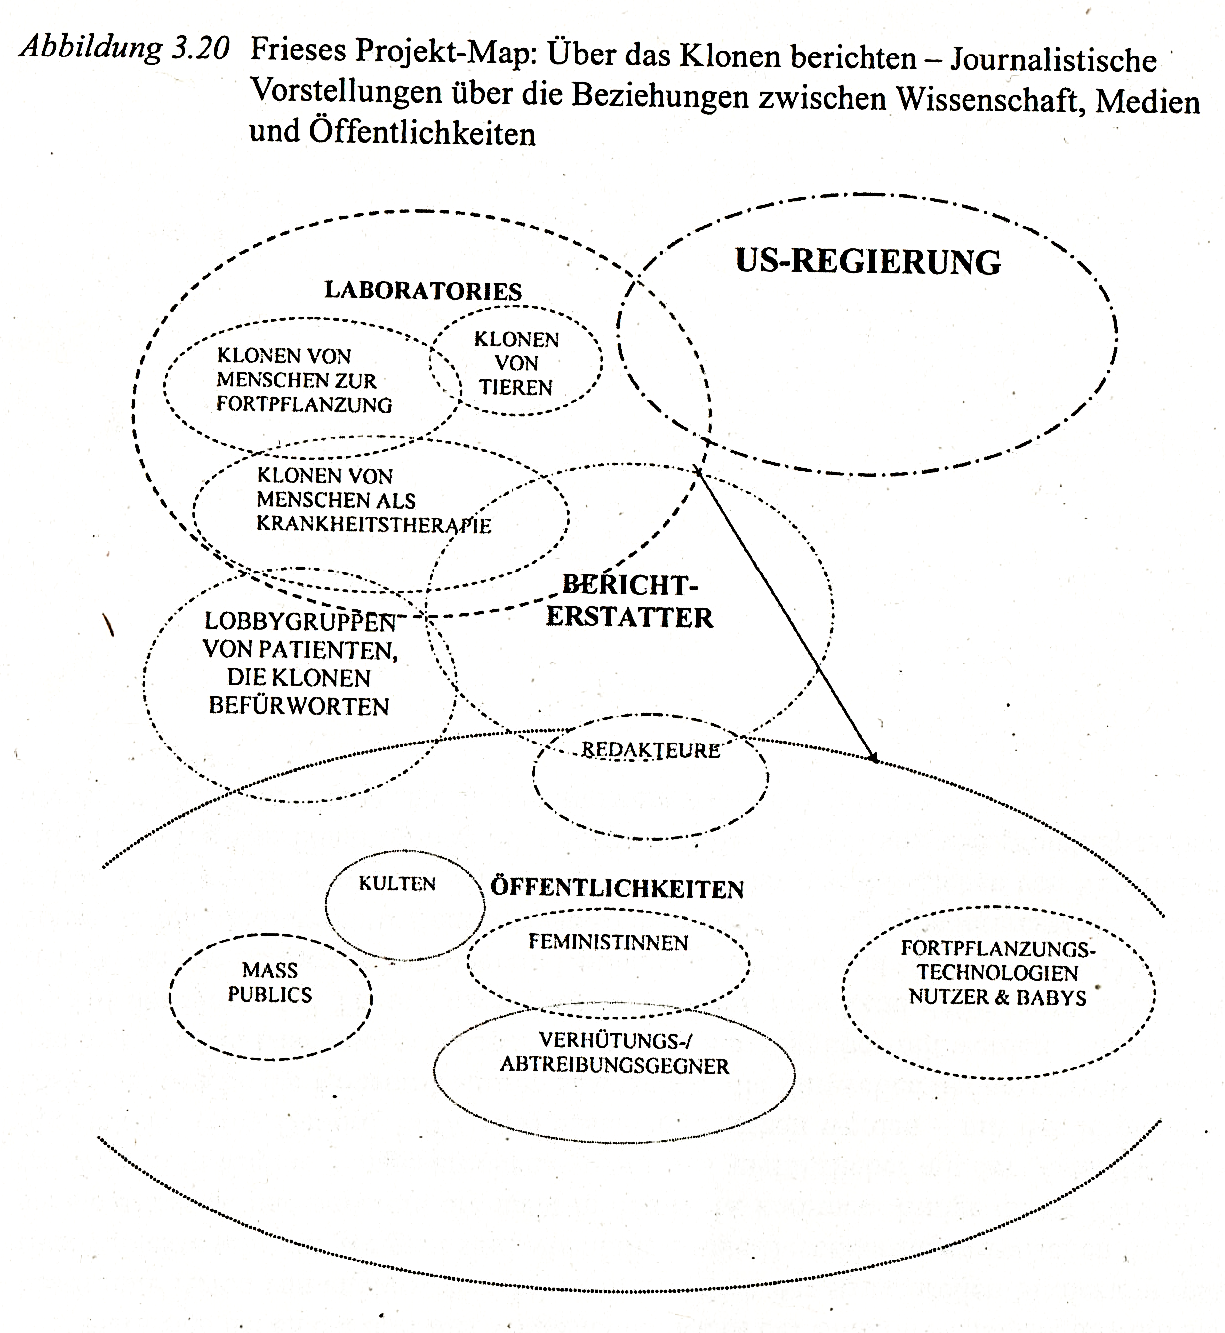 Abbildung 3.20 Frieses Projekt-Map: Über das Klonen berichten – Journalistische
Vorstellungen über die Beziehungen zwischen Wissenschaft, Medien
und Öffentlichkeiten
US-REGIERUNG
LABORATORIES
KLONEN VON
MENSCHEN ZUR
FORTPFLANZUNG
KLONEN
VON
TIEREN
KLONEN VON
MENSCHEN ALS
KRANKHEITSTHERAPIE
BERICHT-
ERSTATTER
LOBBYGRUPPEN
VON PATIENTEN,
DIE KLONEN
BEFÜRWORTEN
REDAKTEURE
KULTEN
ÖFFENTLICHKEITEN
FEMINISTINNEN
MASS
PUBLICS
FORTPFLANZUNGS-
TECHNOLOGIEN
NUTZER & BABYS
VERHÜTUNGS-/
ABTREIBUNGSGEGNER